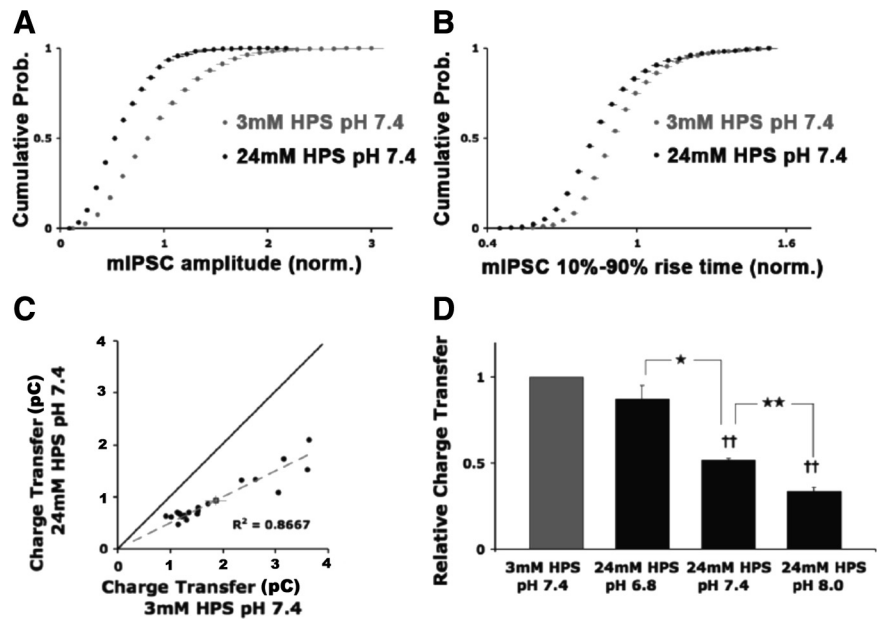 A
Cumulative Prob.
1
0.5
0
0
1
2
3
3mM HPS pH 7.4
24mM HPS pH 7.4
mIPSC amplitude (norm.)
B
Cumulative Prob.
1
0.5
0
0.4
1
1.6
3mM HPS pH 7.4
24mM HPS pH 7.4
mIPSC 10%-90% rise time (norm.)
C
Charge Transfer (pC)
24mM HPS pH 7.4
4
3
2
1
0
0
1
2
3
4
R² = 0.8667
Charge Transfer (pC)
3mM HPS pH 7.4
D
Relative Charge Transfer
1
0.5
0
★
★★
††
††
3mM HPS
pH 7.4
24mM HPS
pH 6.8
24mM HPS
pH 7.4
24mM HPS
pH 8.0